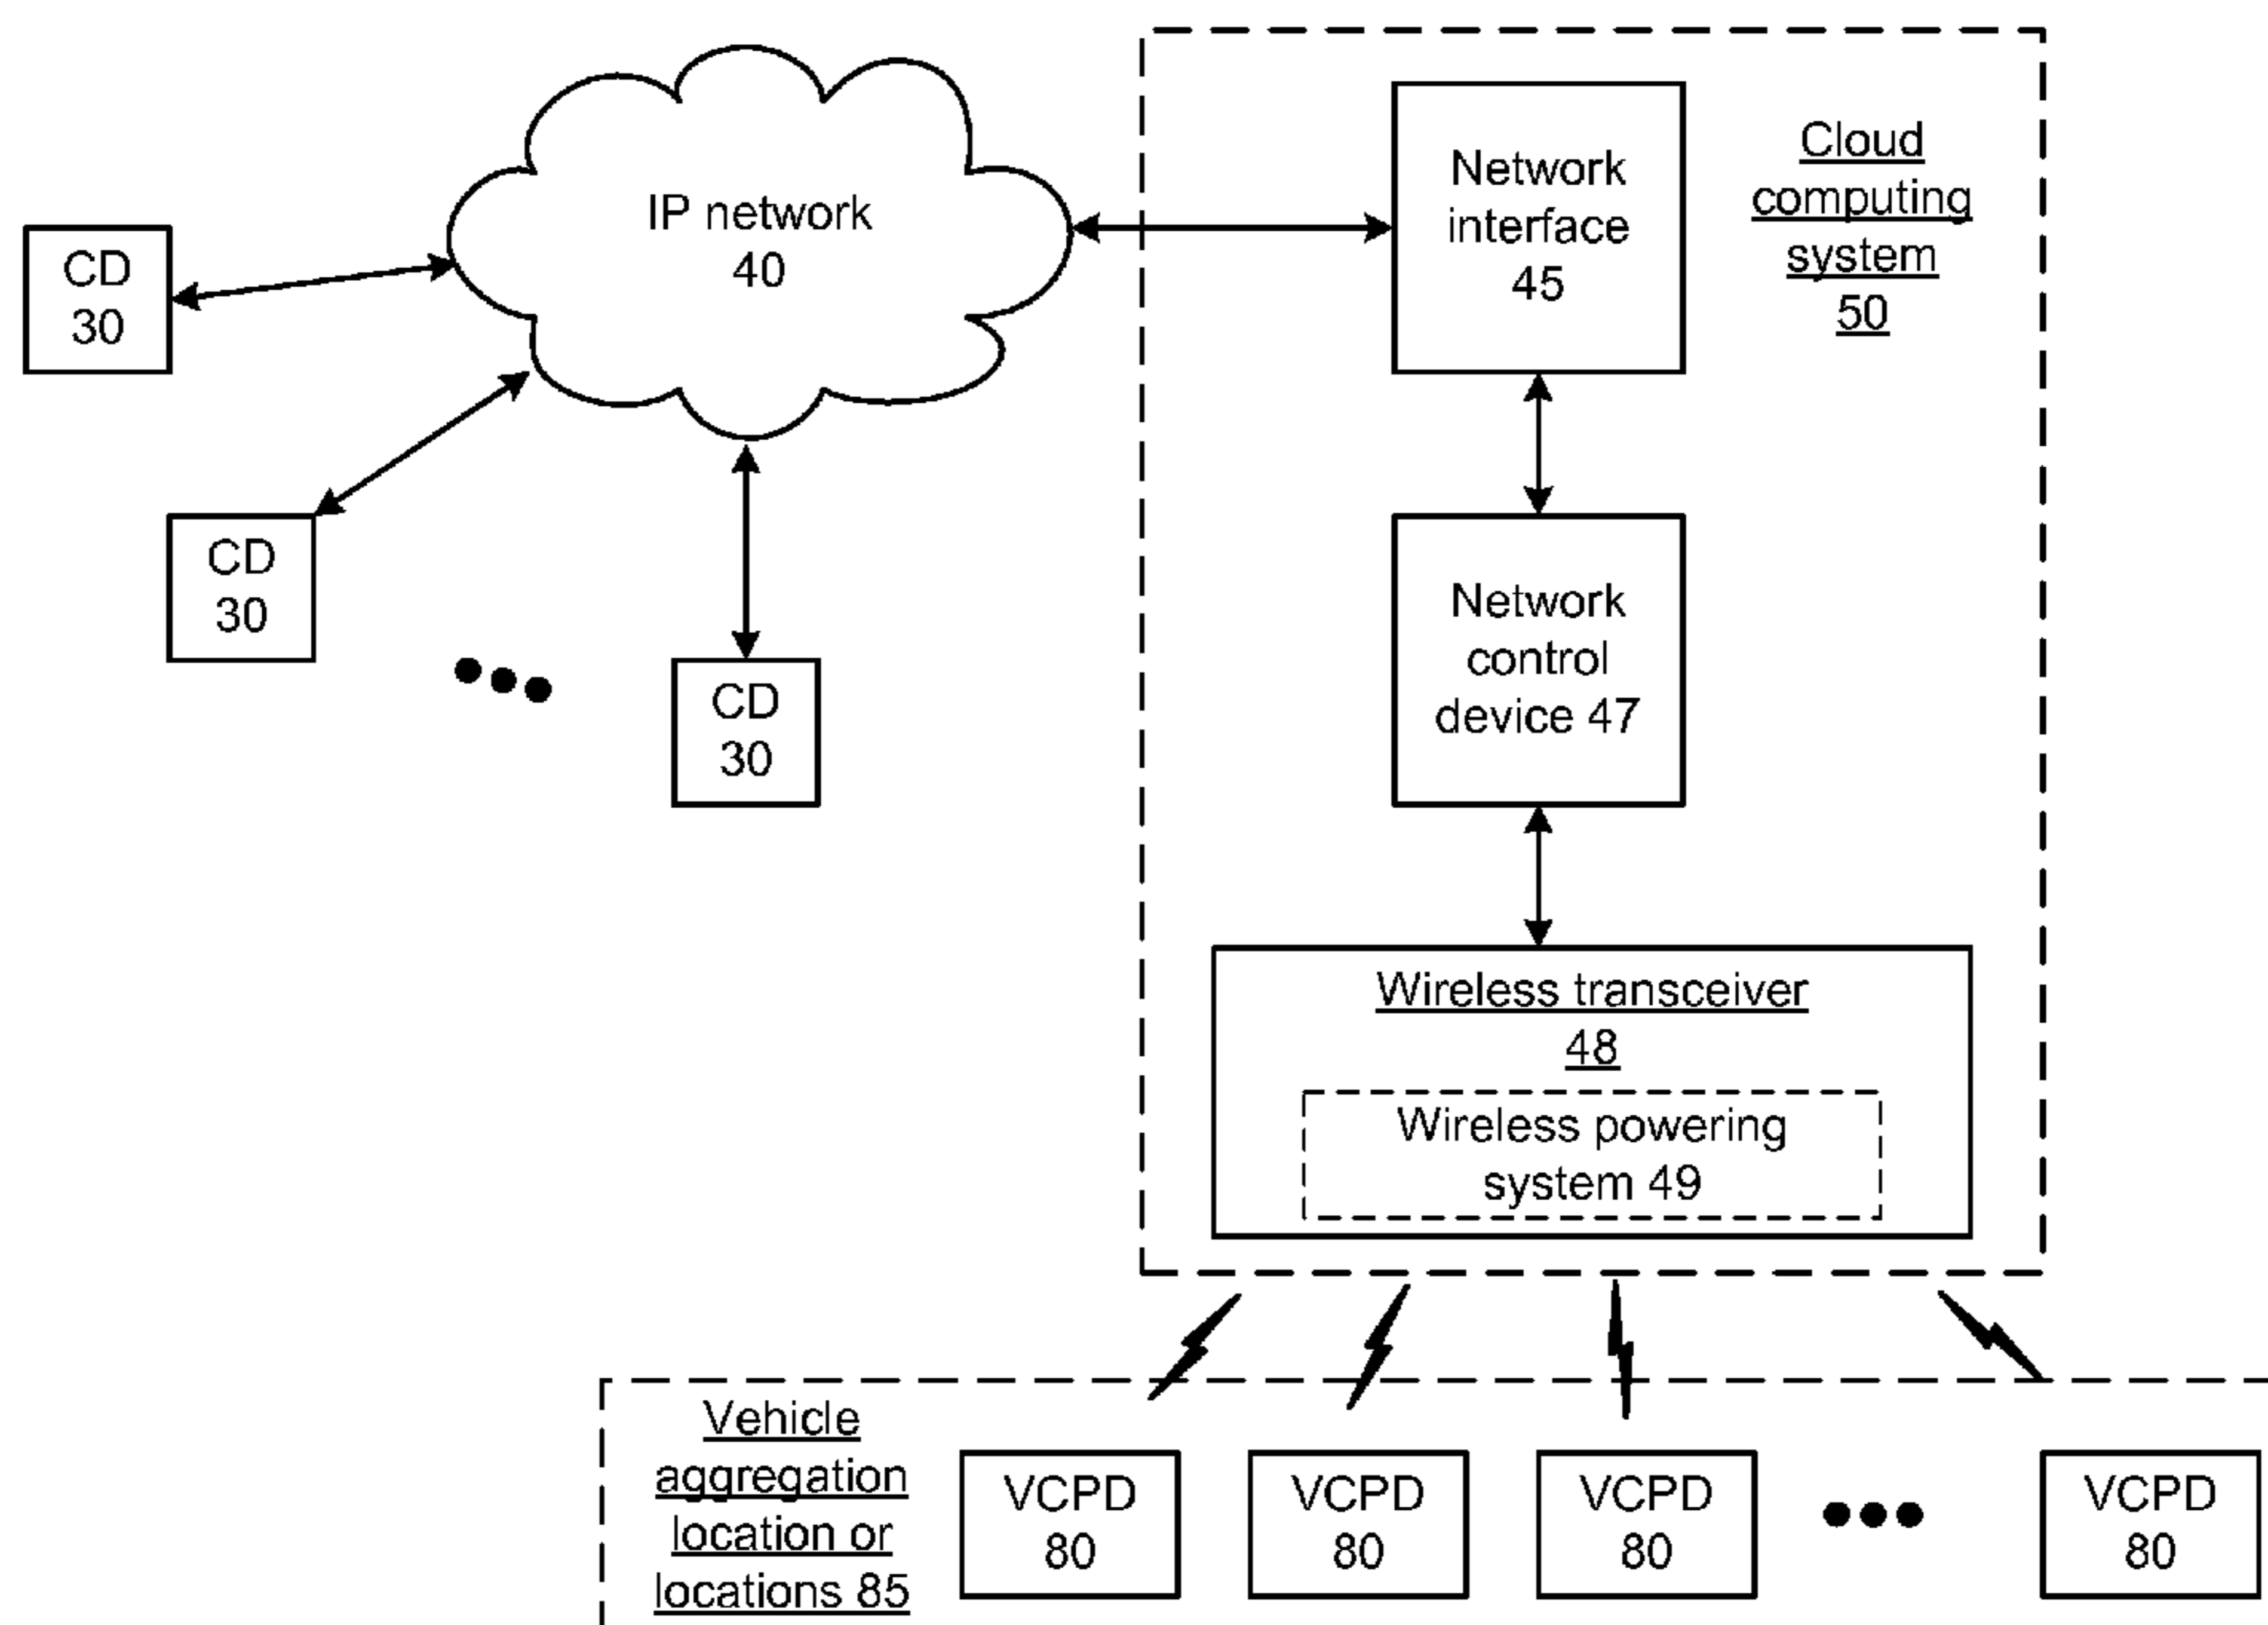 IP network
40
CD
30
CD
30
CD
30
Network
interface
45
Cloud
computing
system
50
Network
control
device 47
Wireless transceiver
48
Wireless powering
system 49
Vehicle
aggregation
location or
locations 85
VCPD
80
VCPD
80
VCPD
80
VCPD
80